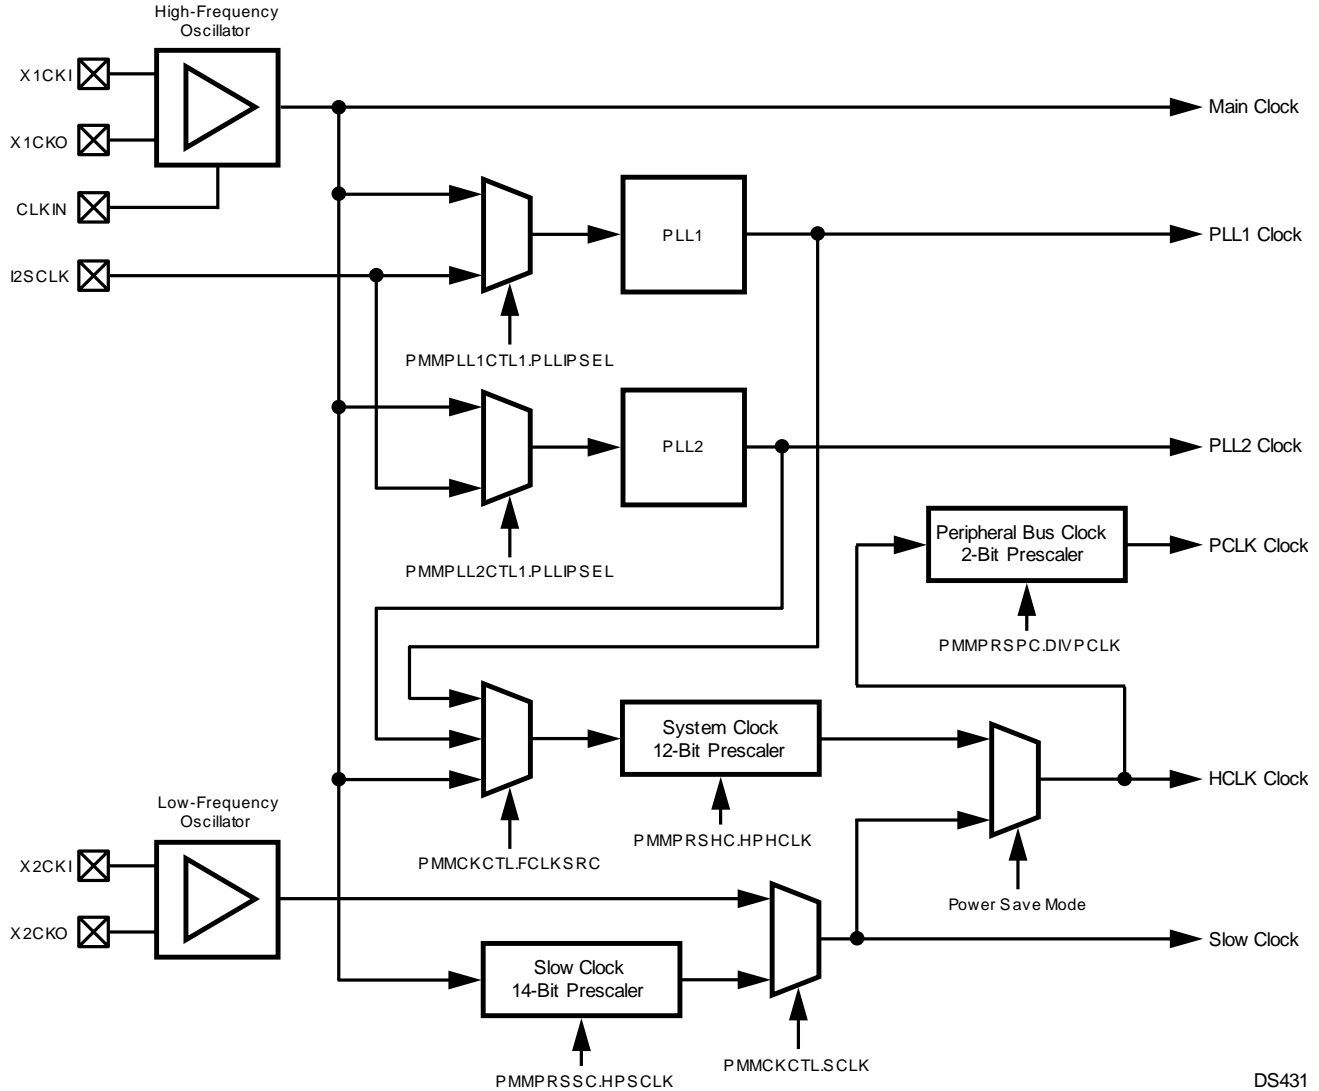 High-Frequency
Oscillator
X1CKI
X1CKO
CLKIN
I2SCLK
Main Clock
PLL1
PLL1 Clock
PMMPLL1CTL1.PLLIPSEL
PLL2
PLL2 Clock
PMMPLL2CTL1.PLLIPSEL
Peripheral Bus Clock
2-Bit Prescaler
PCLK Clock
PMMPRSPC.DIVPCLK
System Clock
12-Bit Prescaler
HCLK Clock
PMMPRSHC.HPHCLK
PMMCKCTL.FCLKSRC
Power Save Mode
Low-Frequency
Oscillator
X2CKI
X2CKO
Slow Clock
Slow Clock
14-Bit Prescaler
PMMCKCTL.SCLK
PMMPRSSC.HPSCLK
DS431